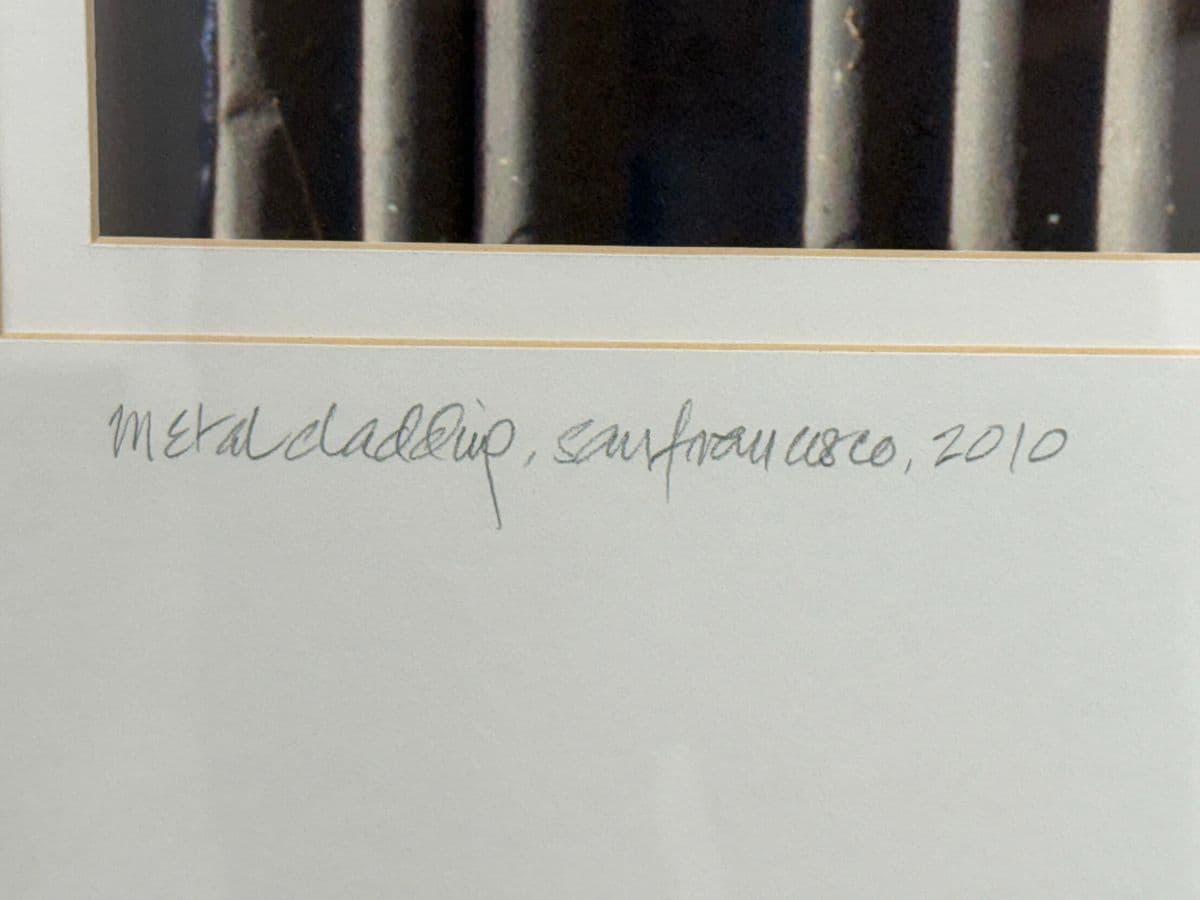 metal cladding, san francisco, 2010